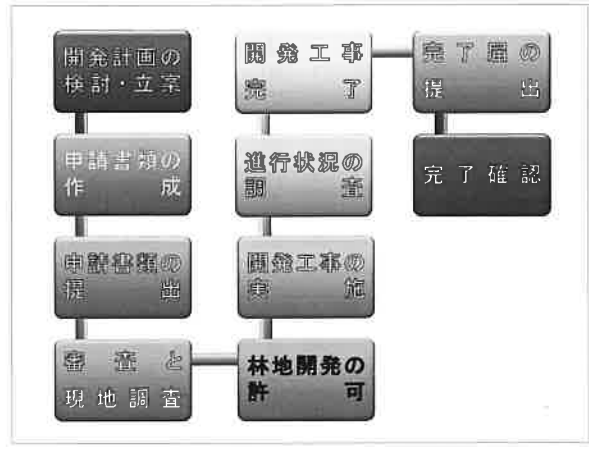 開発計画の
検討・立案
申請書類の
作成
申請書類の
提出
審査と
現地調査
林地開発の
許可
開発工事の
実施
進行状況の
調査
開発工事
完了
完了届の
提出
完了確認